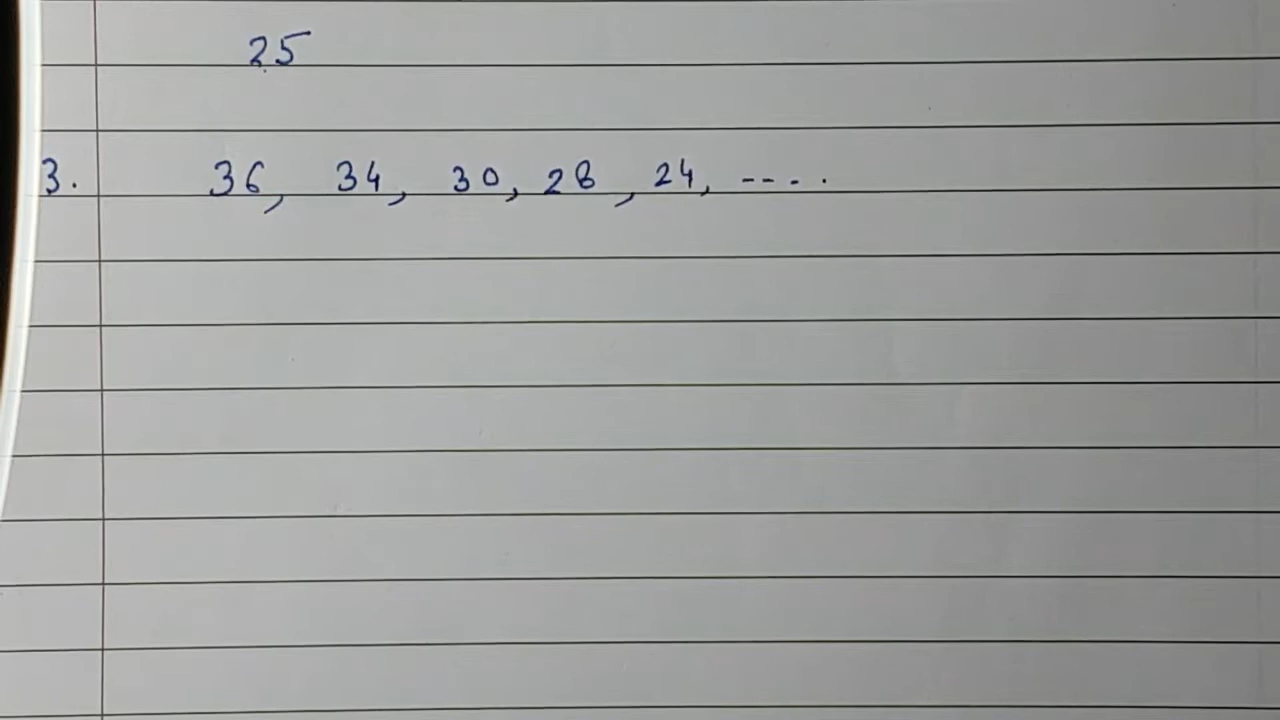 25
3. 36, 34, 30, 28, 24, ----.